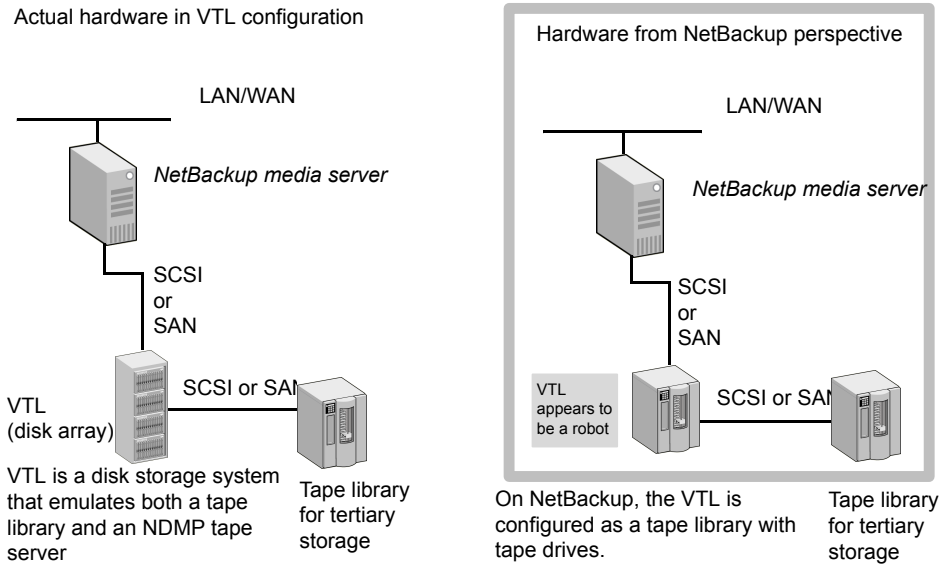 Actual hardware in VTL configuration
LAN/WAN
NetBackup media server
SCSI
or
SAN
SCSI or SAN
VTL
(disk array)
VTL is a disk storage system
that emulates both a tape
library and an NDMP tape
server
Tape library
for tertiary
storage
Hardware from NetBackup perspective
LAN/WAN
NetBackup media server
SCSI
or
SAN
VTL
appears to
be a robot
SCSI or SAN
On NetBackup, the VTL is
configured as a tape library with
tape drives.
Tape library
for tertiary
storage